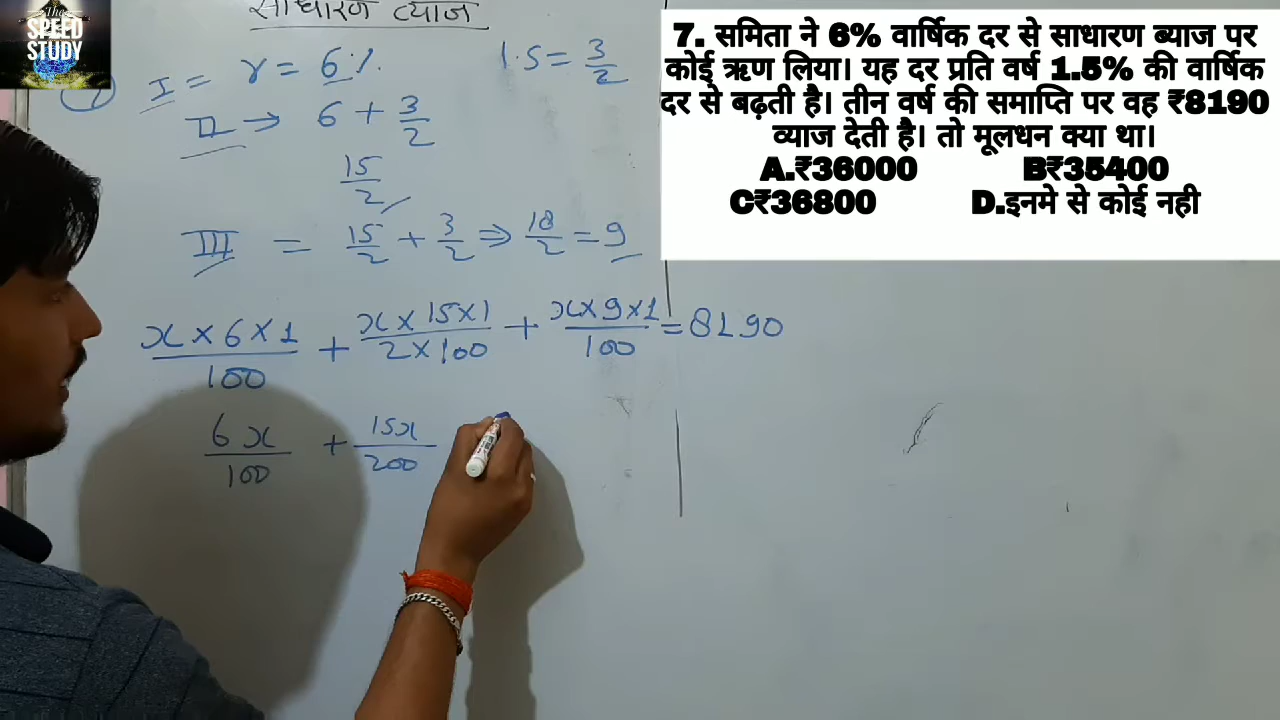 The
SPEED
STUDY
साधारण व्याज
7. समिता ने 6% वार्षिक दर से साधारण ब्याज पर
कोई ऋण लिया। यह दर प्रति वर्ष 1.5% की वार्षिक
दर से बढ़ती है। तीन वर्ष की समाप्ति पर वह ₹8190
व्याज देती है। तो मूलधन क्या था।
A.₹36000 B₹35400
C₹36800 D.इनमे से कोई नही
I = r = 6% 1.5 = 3/2
II → 6 + 3/2
15/2
III = 15/2 + 3/2 ⇒ 18/2 = 9
x×6×1/100 + x×15×1/2×100 + x×9×1/100 = 8190
6x/100 + 15x/200